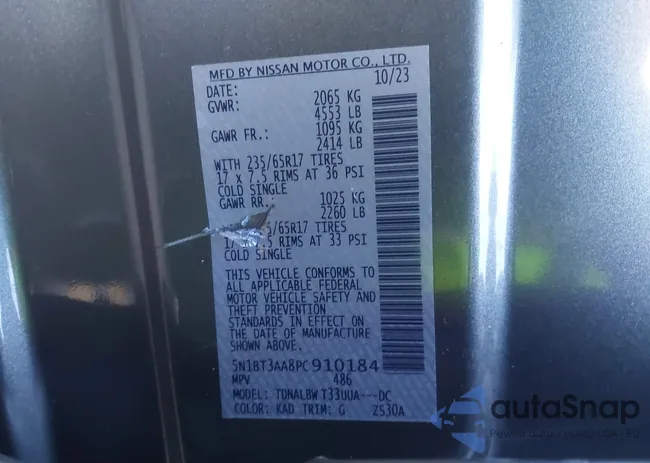 MFD BY NISSAN MOTOR CO., LTD.
DATE: 10/23
GVWR: 2065 KG
4553 LB
GAWR FR.: 1095 KG
2414 LB
WITH 235/65R17 TIRES
17 x 7.5 RIMS AT 36 PSI
COLD SINGLE
GAWR RR.: 1025 KG
2260 LB
5/65R17 TIRES
.5 RIMS AT 33 PSI
COLD SINGLE
THIS VEHICLE CONFORMS TO
ALL APPLICABLE FEDERAL
MOTOR VEHICLE SAFETY AND
THEFT PREVENTION
STANDARDS IN EFFECT ON
THE DATE OF MANUFACTURE
SHOWN ABOVE.
5N1BT3AA8PC910184
MPV 486
MODEL: TDNALBW T33UUA---DC
COLOR: KAD TRIM: G Z530A
autoSnap